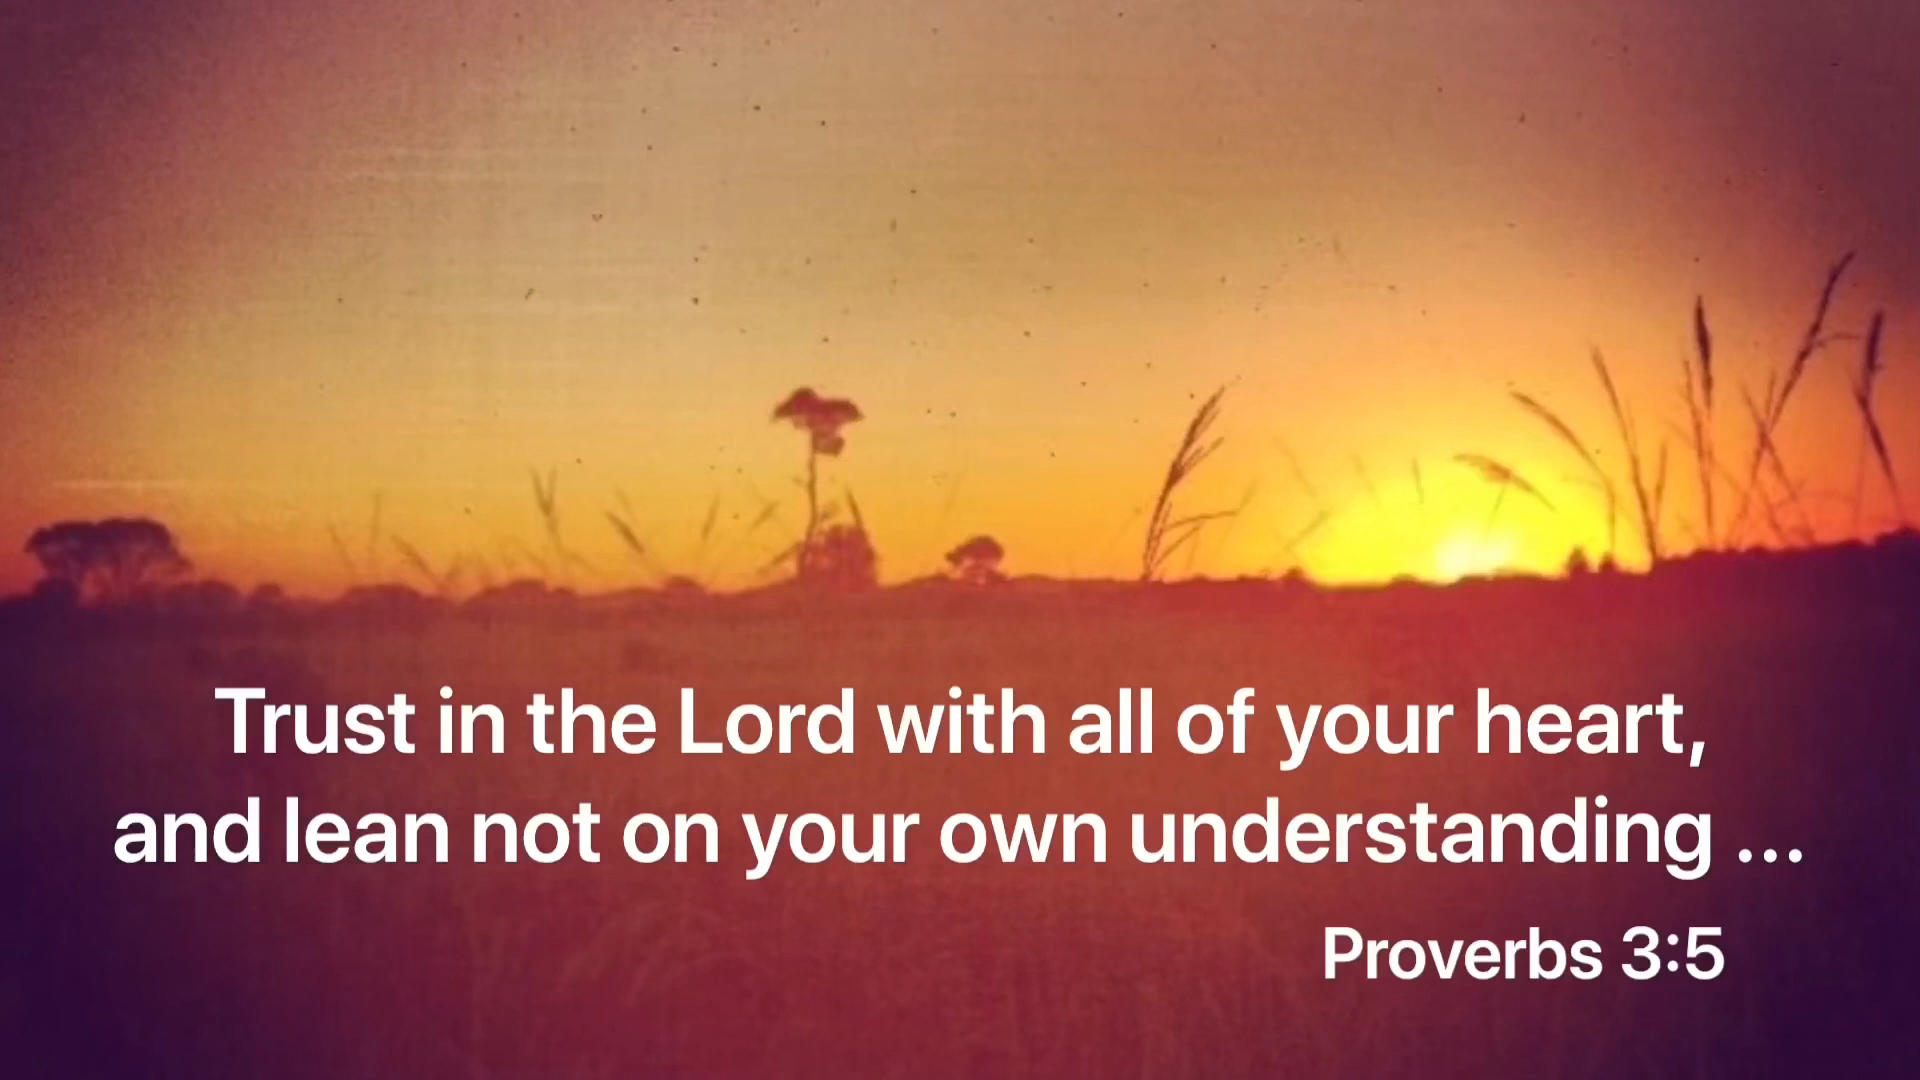 Trust in the Lord with all of your heart,
and lean not on your own understanding ...
Proverbs 3:5